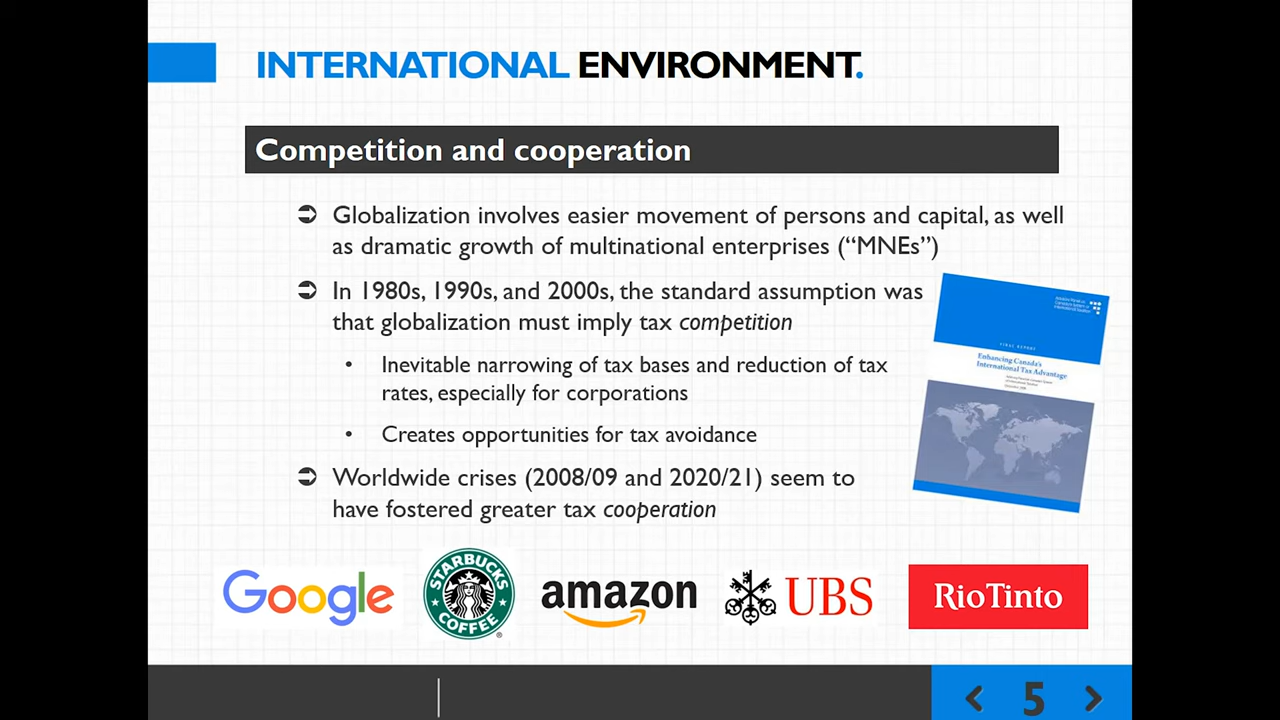 INTERNATIONAL ENVIRONMENT.
Competition and cooperation
Globalization involves easier movement of persons and capital, as well
as dramatic growth of multinational enterprises (“MNEs”)
In 1980s, 1990s, and 2000s, the standard assumption was
that globalization must imply tax competition
• Inevitable narrowing of tax bases and reduction of tax
rates, especially for corporations
• Creates opportunities for tax avoidance
Worldwide crises (2008/09 and 2020/21) seem to
have fostered greater tax cooperation
FINAL REPORT
Enhancing Canada's
International Tax Advantage
Google
STARBUCKS
COFFEE
®
amazon
UBS
RioTinto
5